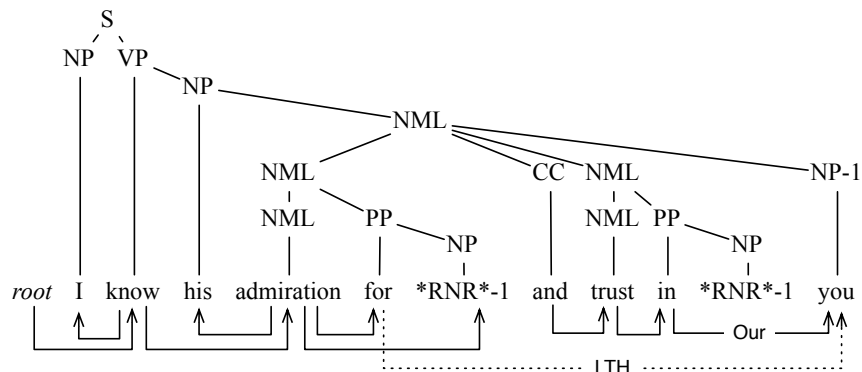 S
NP VP
NP
NML
NML CC NML NP-1
NML PP NML PP
NP NP
root I know his admiration for *RNR*-1 and trust in *RNR*-1 you
Our
LTH